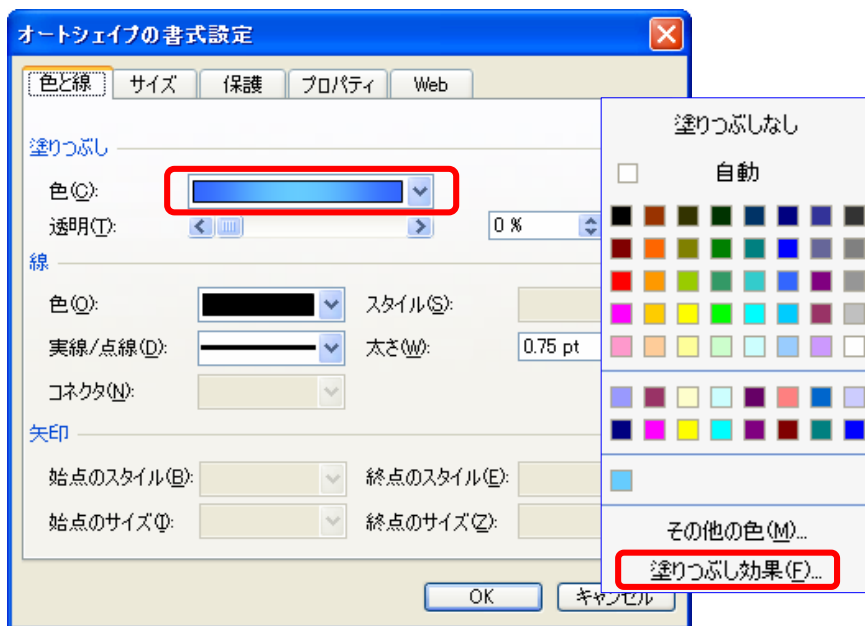 オートシェイプの書式設定
色と線 サイズ 保護 プロパティ Web
塗りつぶし
色(C):
透明(T): 0 %
線
色(O): スタイル(S):
実線/点線(D): 太さ(W): 0.75 pt
コネクタ(N):
矢印
始点のスタイル(B): 終点のスタイル(E):
始点のサイズ(I): 終点のサイズ(Z):
OK キャンセル
塗りつぶしなし
自動
その他の色(M)...
塗りつぶし効果(F)...